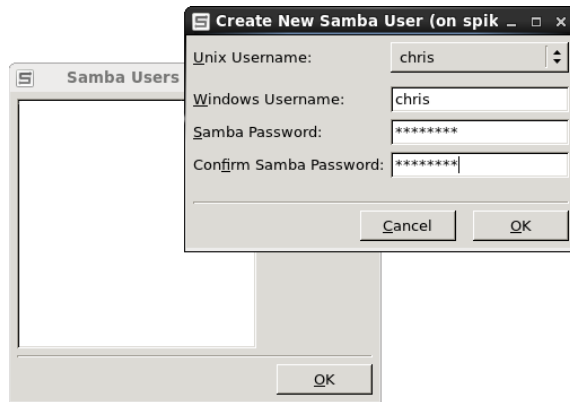 Create New Samba User (on spik
Unix Username: chris
Samba Users
Windows Username: chris
Samba Password: ********
Confirm Samba Password: ********
Cancel OK
OK